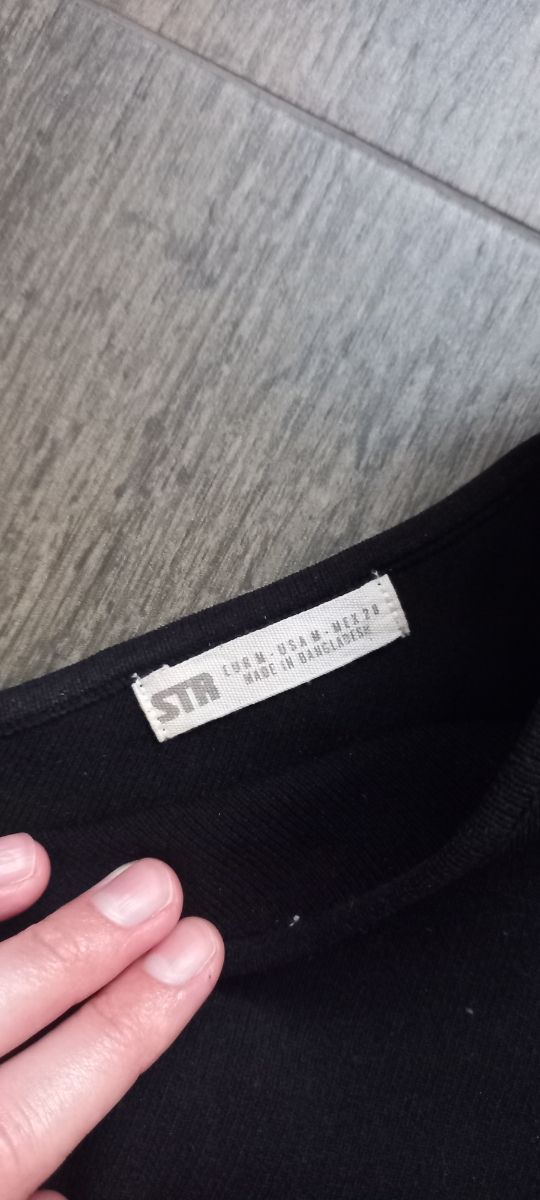 STR
EUR M - USA M - MEX 28
MADE IN BANGLADESH